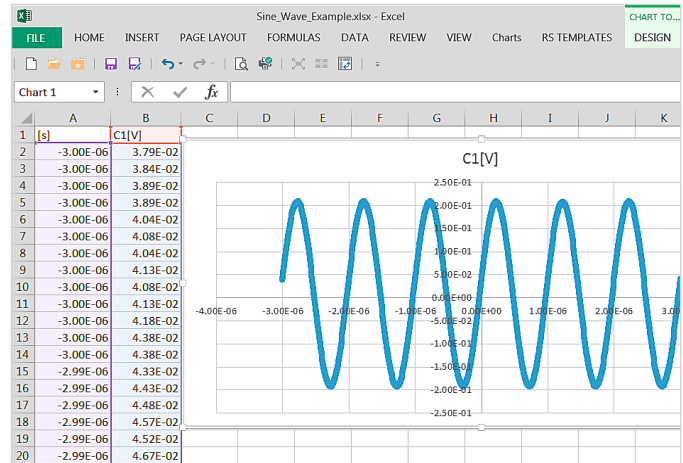 Sine_Wave_Example.xlsx - Excel
CHART TO...
FILE HOME INSERT PAGE LAYOUT FORMULAS DATA REVIEW VIEW Charts RS TEMPLATES DESIGN
Chart 1 fx
A B C D E F G H I J K
1 [s] C1[V]
2 -3.00E-06 3.79E-02
3 -3.00E-06 3.84E-02
4 -3.00E-06 3.89E-02
5 -3.00E-06 3.89E-02
6 -3.00E-06 4.04E-02
7 -3.00E-06 4.08E-02
8 -3.00E-06 4.04E-02
9 -3.00E-06 4.13E-02
10 -3.00E-06 4.08E-02
11 -3.00E-06 4.13E-02
12 -3.00E-06 4.18E-02
13 -3.00E-06 4.38E-02
14 -3.00E-06 4.38E-02
15 -2.99E-06 4.33E-02
16 -2.99E-06 4.43E-02
17 -2.99E-06 4.48E-02
18 -2.99E-06 4.57E-02
19 -2.99E-06 4.52E-02
20 -2.99E-06 4.67E-02
C1[V]
2.50E-01
2.00E-01
1.50E-01
1.00E-01
5.00E-02
0.00E+00
-4.00E-06 -3.00E-06 -2.00E-06 -1.00E-06 0.00E+00 1.00E-06 2.00E-06 3.00
-5.00E-02
-1.00E-01
-1.50E-01
-2.00E-01
-2.50E-01